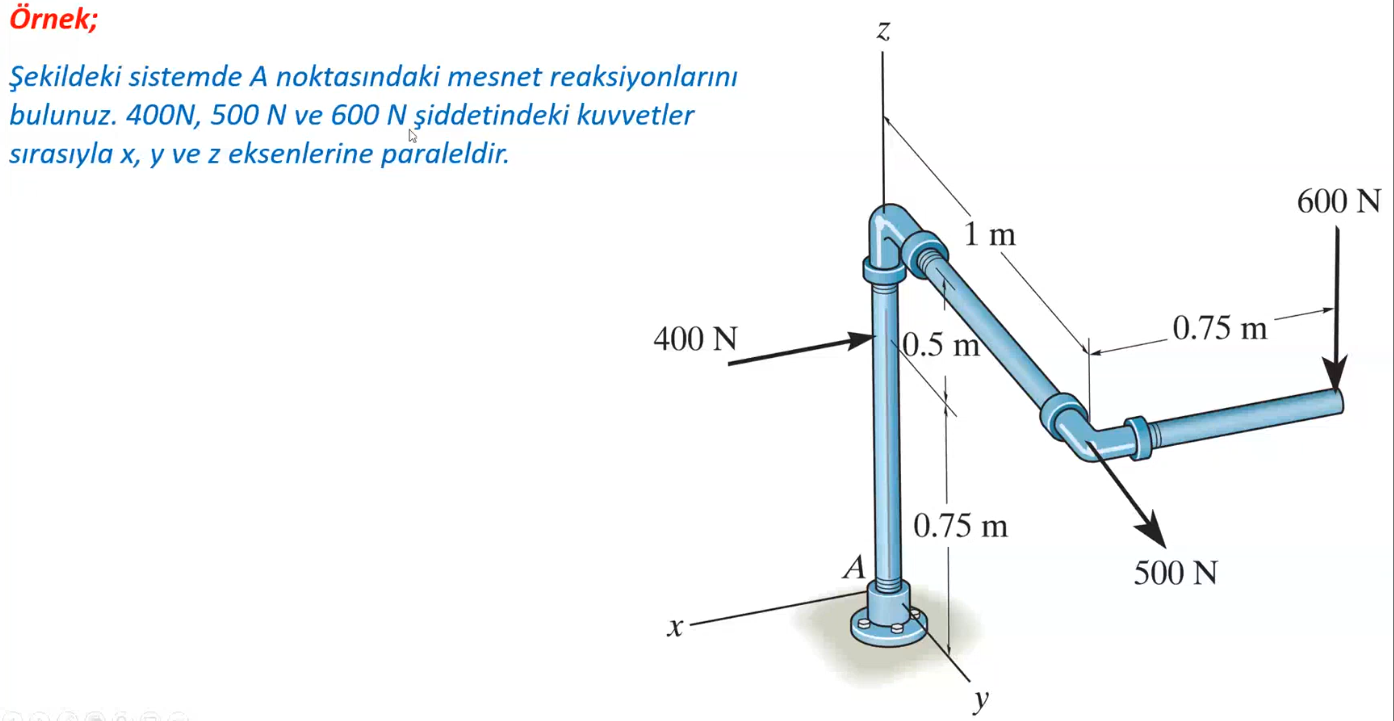 Örnek;
Şekildeki sistemde A noktasındaki mesnet reaksiyonlarını
bulunuz. 400N, 500 N ve 600 N şiddetindeki kuvvetler
sırasıyla x, y ve z eksenlerine paraleldir.
z
600 N
1 m
0.75 m
400 N
0.5 m
0.75 m
A
500 N
x
y